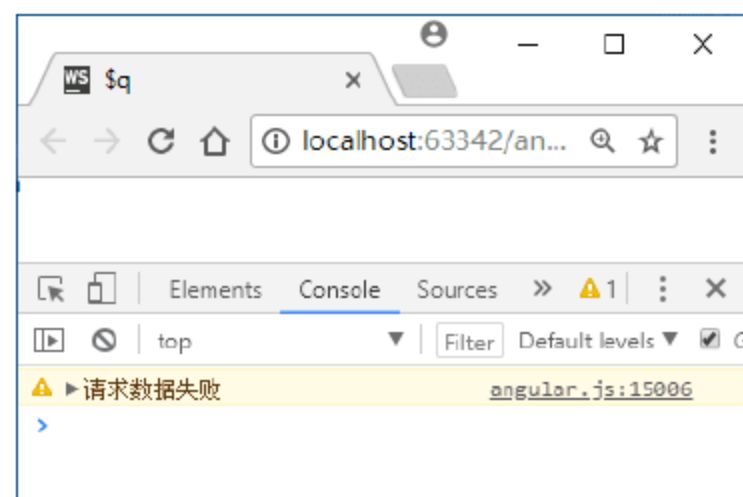 WS $q
localhost:63342/an...
Elements Console Sources » 1
top Filter Default levels
请求数据失败 angular.js:15006